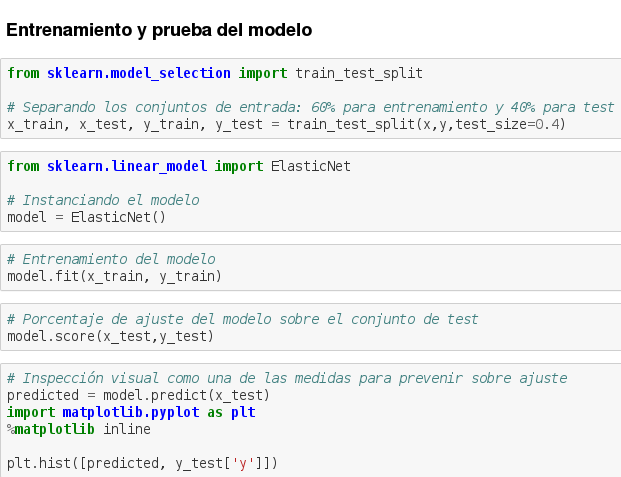 Entrenamiento y prueba del modelo
from sklearn.model_selection import train_test_split
# Separando los conjuntos de entrada: 60% para entrenamiento y 40% para test
x_train, x_test, y_train, y_test = train_test_split(x,y,test_size=0.4)
from sklearn.linear_model import ElasticNet
# Instanciando el modelo
model = ElasticNet()
# Entrenamiento del modelo
model.fit(x_train, y_train)
# Porcentaje de ajuste del modelo sobre el conjunto de test
model.score(x_test,y_test)
# Inspección visual como una de las medidas para prevenir sobre ajuste
predicted = model.predict(x_test)
import matplotlib.pyplot as plt
%matplotlib inline
plt.hist([predicted, y_test['y']])